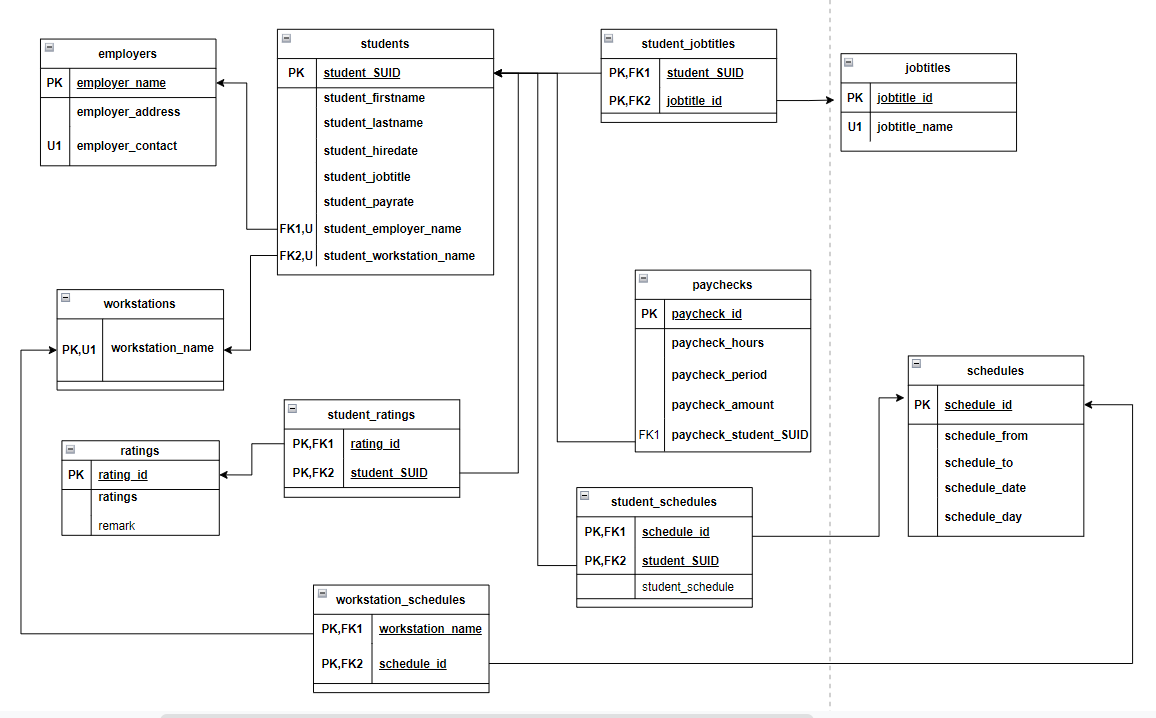 employers
PK employer_name
employer_address
U1 employer_contact
students
PK student_SUID
student_firstname
student_lastname
student_hiredate
student_jobtitle
student_payrate
FK1,U student_employer_name
FK2,U student_workstation_name
student_jobtitles
PK,FK1 student_SUID
PK,FK2 jobtitle_id
jobtitles
PK jobtitle_id
U1 jobtitle_name
workstations
PK,U1 workstation_name
paychecks
PK paycheck_id
paycheck_hours
paycheck_period
paycheck_amount
FK1 paycheck_student_SUID
schedules
PK schedule_id
schedule_from
schedule_to
schedule_date
schedule_day
student_ratings
PK,FK1 rating_id
PK,FK2 student_SUID
ratings
PK rating_id
ratings
remark
student_schedules
PK,FK1 schedule_id
PK,FK2 student_SUID
student_schedule
workstation_schedules
PK,FK1 workstation_name
PK,FK2 schedule_id